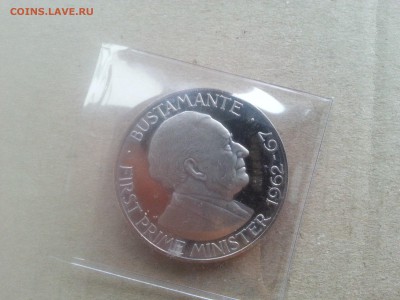 COINS.LAVE.RU
· BUSTAMANTE ·
FIRST PRIME MINISTER 1962-67